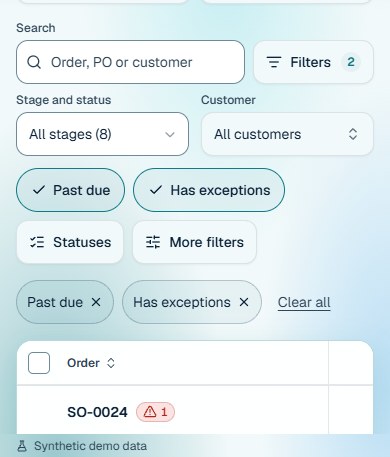 Search
Order, PO or customer
Filters 2
Stage and status
Customer
All stages (8)
All customers
Past due
Has exceptions
Statuses
More filters
Past due
Has exceptions
Clear all
Order
SO-0024 1
Synthetic demo data